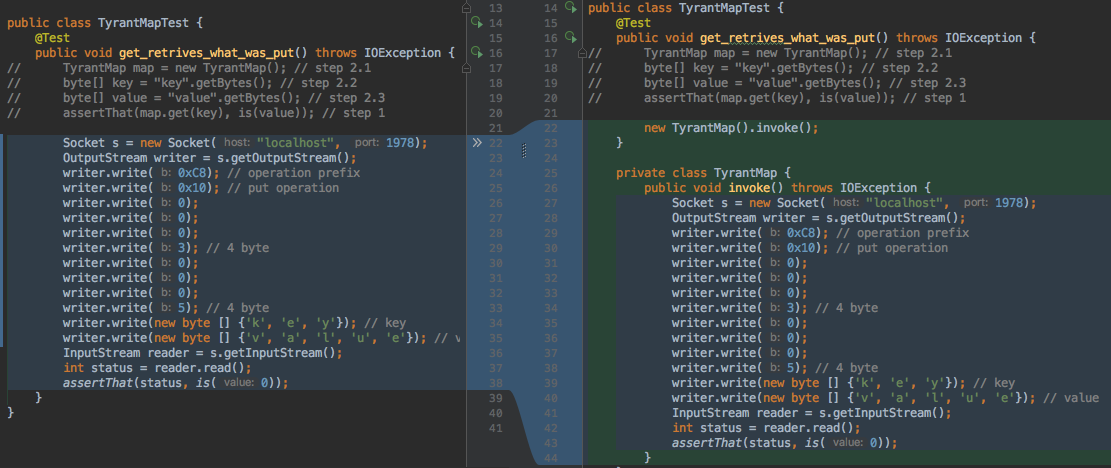 13
public class TyrantMapTest { 14
@Test 15
public void get_retrives_what_was_put() throws IOException { 16
// TyrantMap map = new TyrantMap(); // step 2.1 17
// byte[] key = "key".getBytes(); // step 2.2 18
// byte[] value = "value".getBytes(); // step 2.3 19
// assertThat(map.get(key), is(value)); // step 1 20
21
Socket s = new Socket( host: "localhost", port: 1978); 22
OutputStream writer = s.getOutputStream(); 23
writer.write( b: 0xC8); // operation prefix 24
writer.write( b: 0x10); // put operation 25
writer.write( b: 0); 26
writer.write( b: 0); 27
writer.write( b: 0); 28
writer.write( b: 3); // 4 byte 29
writer.write( b: 0); 30
writer.write( b: 0); 31
writer.write( b: 0); 32
writer.write( b: 5); // 4 byte 33
writer.write(new byte [] {'k', 'e', 'y'}); // key 34
writer.write(new byte [] {'v', 'a', 'l', 'u', 'e'}); // v 35
InputStream reader = s.getInputStream(); 36
int status = reader.read(); 37
assertThat(status, is( value: 0)); 38
} 39
} 40
41
14 public class TyrantMapTest {
15 @Test
16 public void get_retrives_what_was_put() throws IOException {
17 // TyrantMap map = new TyrantMap(); // step 2.1
18 // byte[] key = "key".getBytes(); // step 2.2
19 // byte[] value = "value".getBytes(); // step 2.3
20 // assertThat(map.get(key), is(value)); // step 1
21
22 new TyrantMap().invoke();
23 }
24
25 private class TyrantMap {
26 public void invoke() throws IOException {
27 Socket s = new Socket( host: "localhost", port: 1978);
28 OutputStream writer = s.getOutputStream();
29 writer.write( b: 0xC8); // operation prefix
30 writer.write( b: 0x10); // put operation
31 writer.write( b: 0);
32 writer.write( b: 0);
33 writer.write( b: 0);
34 writer.write( b: 3); // 4 byte
35 writer.write( b: 0);
36 writer.write( b: 0);
37 writer.write( b: 0);
38 writer.write( b: 5); // 4 byte
39 writer.write(new byte [] {'k', 'e', 'y'}); // key
40 writer.write(new byte [] {'v', 'a', 'l', 'u', 'e'}); // value
41 InputStream reader = s.getInputStream();
42 int status = reader.read();
43 assertThat(status, is( value: 0));
44 }